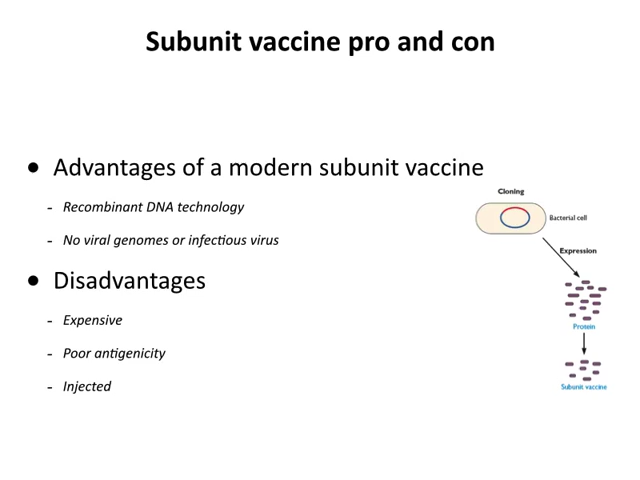 Subunit vaccine pro and con
• Advantages of a modern subunit vaccine
- Recombinant DNA technology
- No viral genomes or infectious virus
• Disadvantages
- Expensive
- Poor antigenicity
- Injected
Cloning
Bacterial cell
Expression
Protein
Subunit vaccine